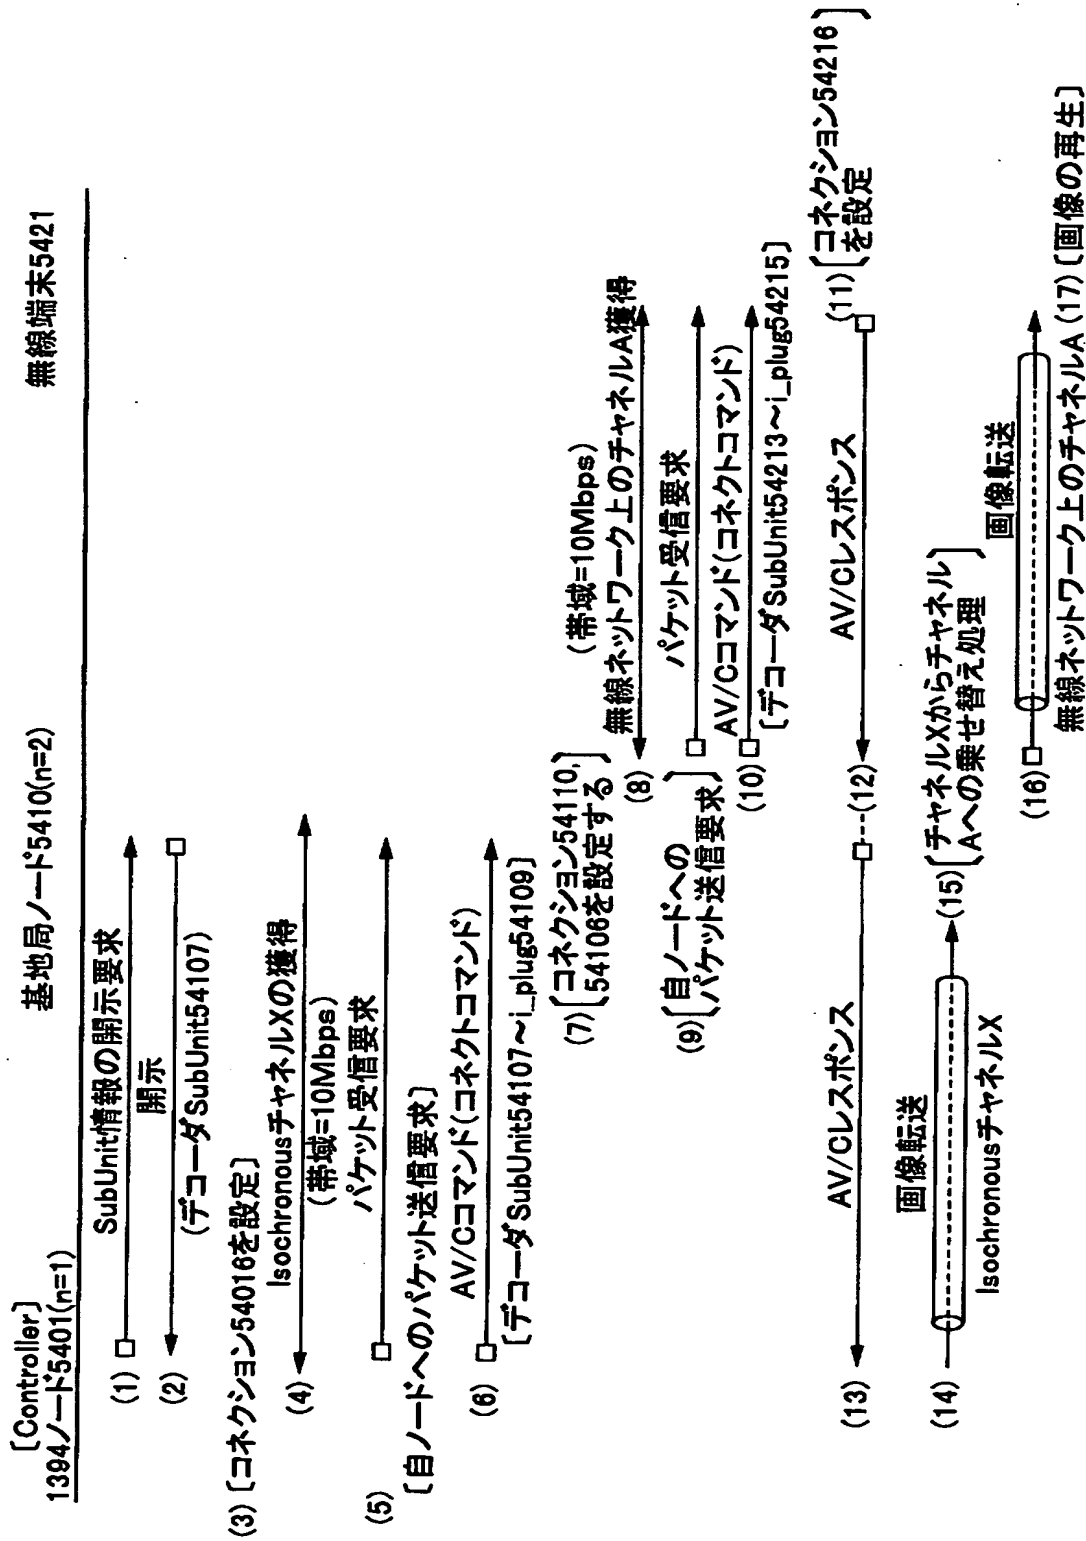 [Controller]
1394ノード5401(n=1)
基地局ノード5410(n=2)
無線端末5421
(1)
SubUnit情報の開示要求
(2)
開示
(デコーダSubUnit54107)
(3)[コネクション54016を設定]
(4)
Isochronousチャネルxの獲得
(帯域=10Mbps)
(5)
パケット受信要求
[自ノードへのパケット送信要求]
(6)
AV/Cコマンド(コネクトコマンド)
[デコーダSubUnit54107～i_plug54109]
(7)[コネクション54110,
54106を設定する]
(8)
(帯域=10Mbps)
無線ネットワーク上のチャネルA獲得
(9)[自ノードへの
パケット送信要求]
パケット受信要求
(10)
AV/Cコマンド(コネクトコマンド)
[デコーダSubUnit54213～i_plug54215]
(11)[コネクション54216
を設定]
(12)
AV/Cレスポンス
(13)
AV/Cレスポンス
(14)
画像転送
IsochronousチャネルX
(15)[チャネルXからチャネル
Aへの乗せ替え処理]
(16)
画像転送
無線ネットワーク上のチャネルA
(17)[画像の再生]